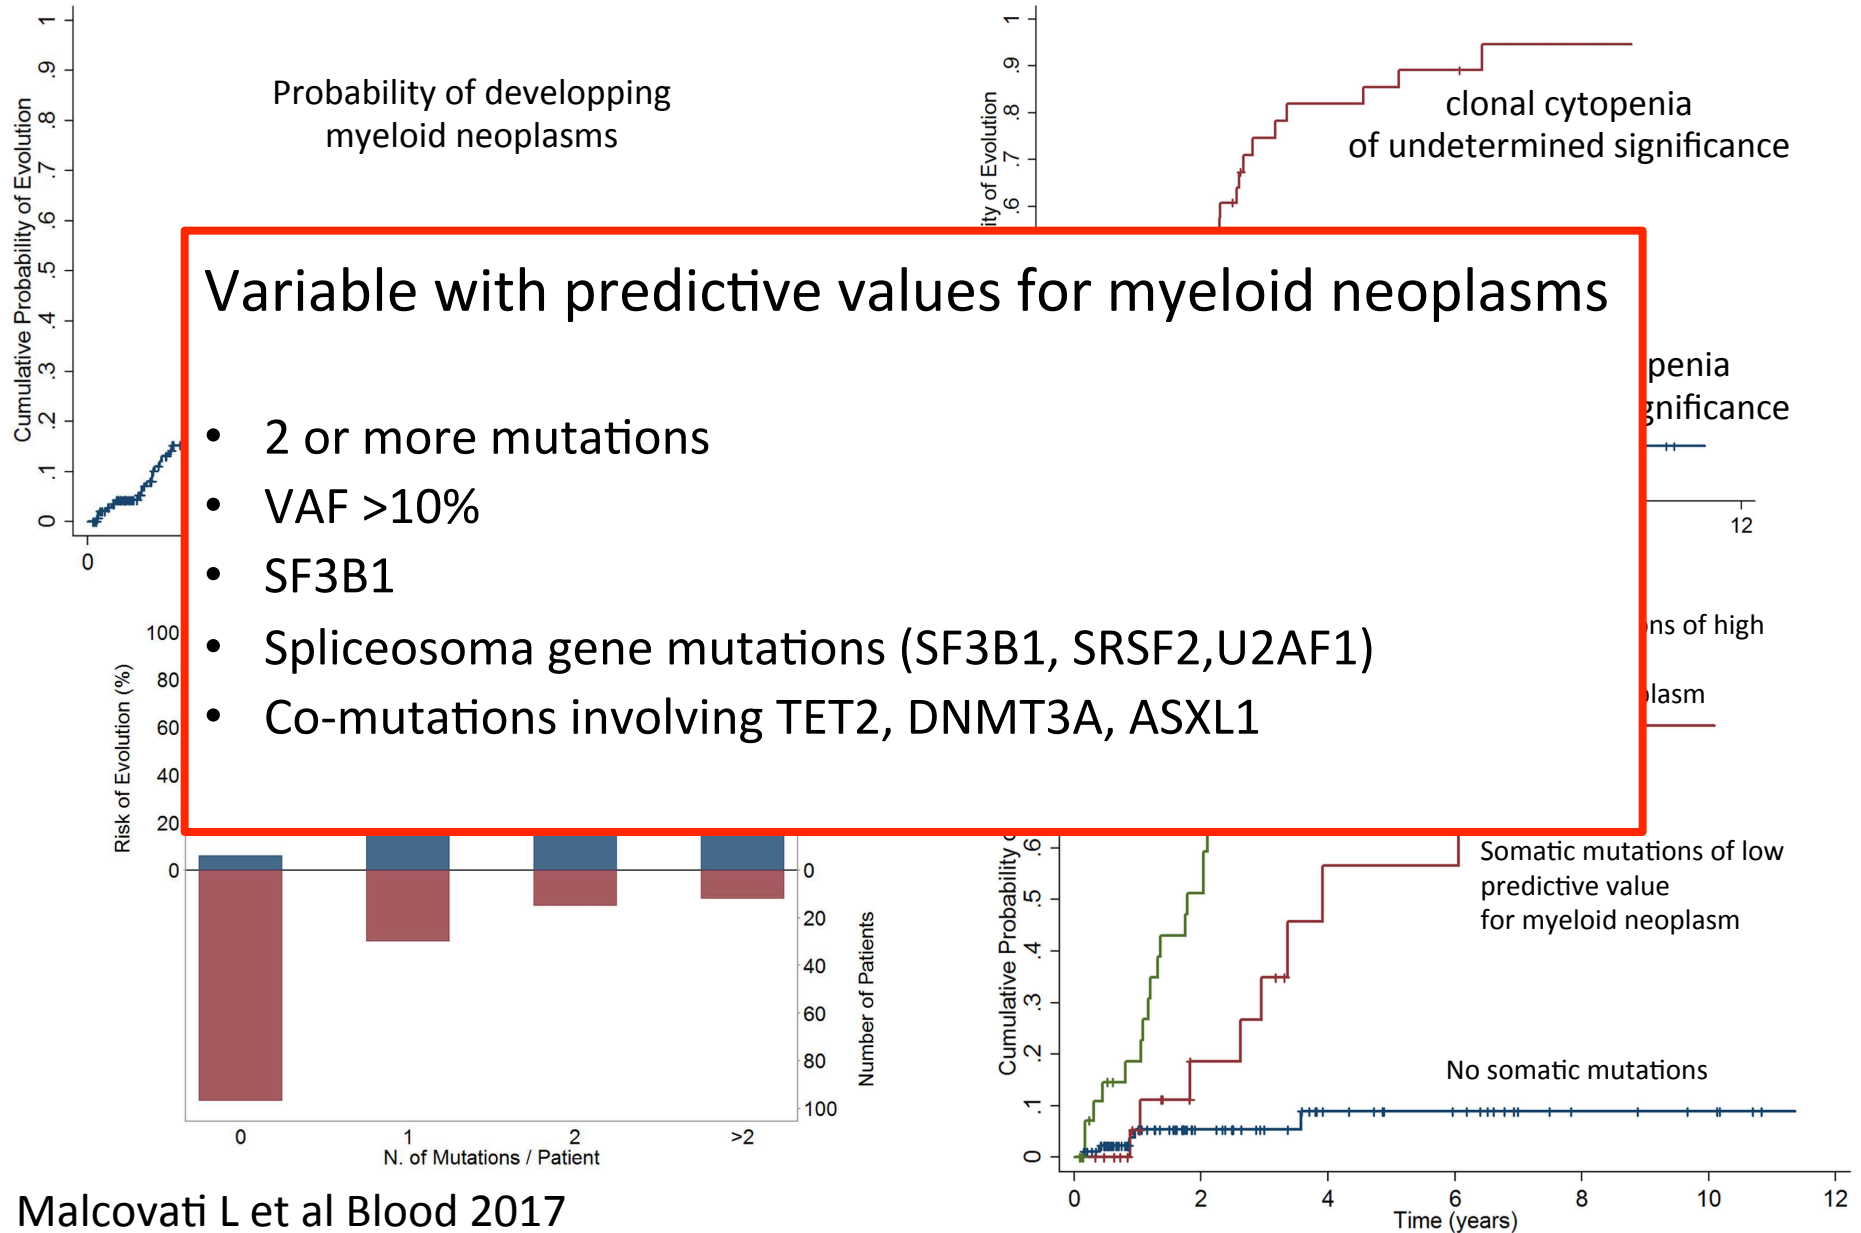 Probability of developping
myeloid neoplasms
Cumulative Probability of Evolution
1
.9
.8
.7
.6
.5
.4
.3
.2
.1
0
0
clonal cytopenia
of undetermined significance
of Evolution
1
.9
.8
.7
.6
12
Variable with predictive values for myeloid neoplasms
• 2 or more mutations
• VAF >10%
• SF3B1
• Spliceosoma gene mutations (SF3B1, SRSF2,U2AF1)
• Co-mutations involving TET2, DNMT3A, ASXL1
penia
gnificance
of high
plasm
Risk of Evolution (%)
100
80
60
40
20
0
0
20
40
60
80
100
Number of Patients
0 1 2 >2
N. of Mutations / Patient
Cumulative Probability
.6
.5
.4
.3
.2
.1
0
Somatic mutations of low
predictive value
for myeloid neoplasm
No somatic mutations
0 2 4 6 8 10 12
Time (years)
Malcovati L et al Blood 2017